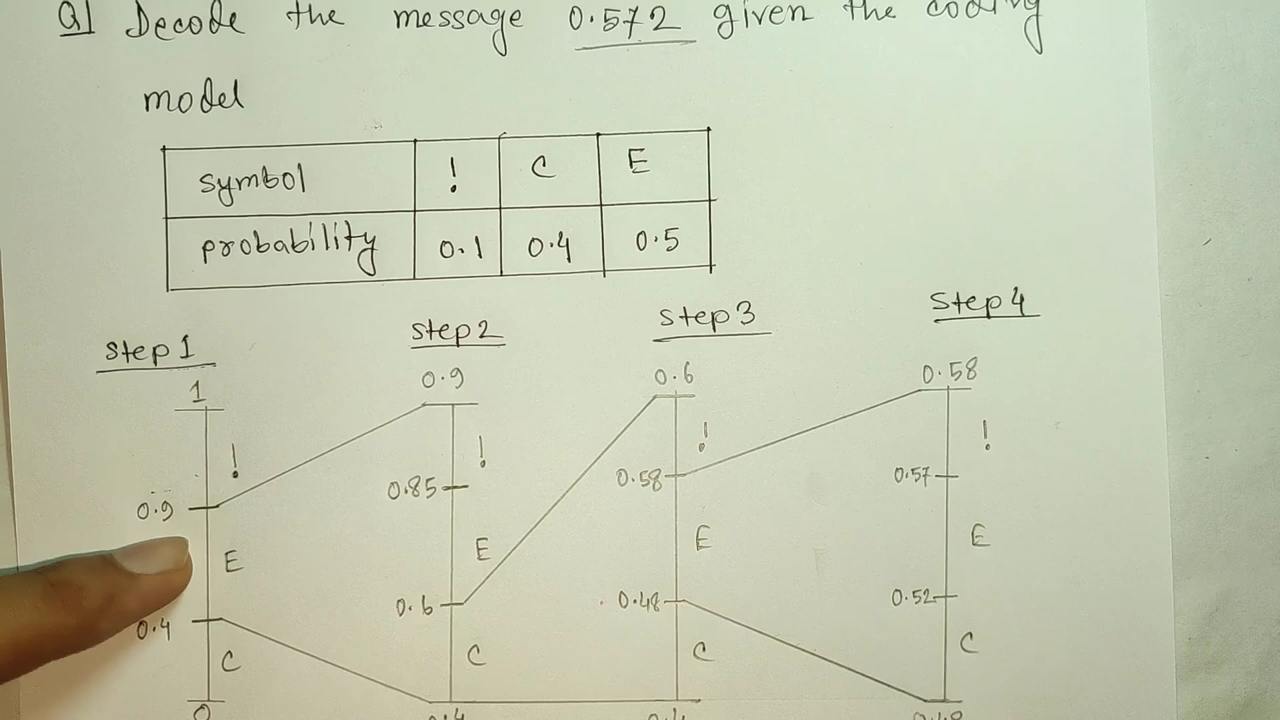 Q1 Decode the message 0.572 given the coding
model
symbol ! C E
probability 0.1 0.4 0.5
Step 1 Step 2 Step 3 Step 4
1 0.9 0.6 0.58
! ! ! !
0.9 0.85 0.58 0.57
E E E E
0.4 0.6 0.48 0.52
C C C C
0